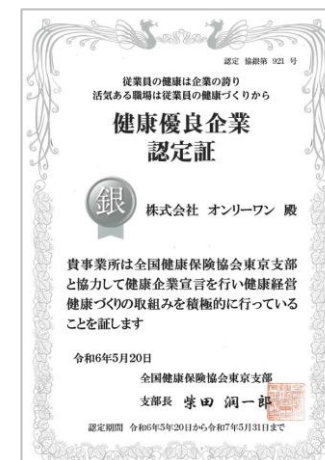 認定 協銀第 921 号
従業員の健康は企業の誇り
活気ある職場は従業員の健康づくりから
健康優良企業
認定証
銀
株式会社 オンリーワン 殿
貴事業所は全国健康保険協会東京支部
と協力して健康企業宣言を行い健康経営
健康づくりの取組みを積極的に行っている
ことを証します
令和6年5月20日
全国健康保険協会東京支部
支部長 柴田 潤一郎
認定期間 令和6年5年20日から令和7年5月31日まで